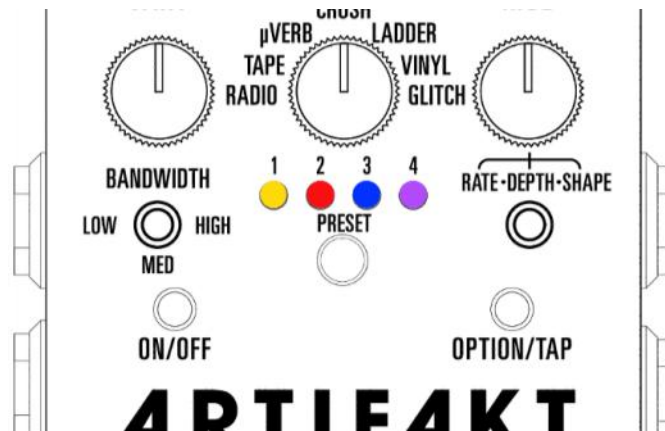 CRUSH
µVERB LADDER
TAPE VINYL
RADIO GLITCH
1 2 3 4
BANDWIDTH RATE•DEPTH•SHAPE
LOW HIGH PRESET
MED
ON/OFF OPTION/TAP
ARTIFAKT